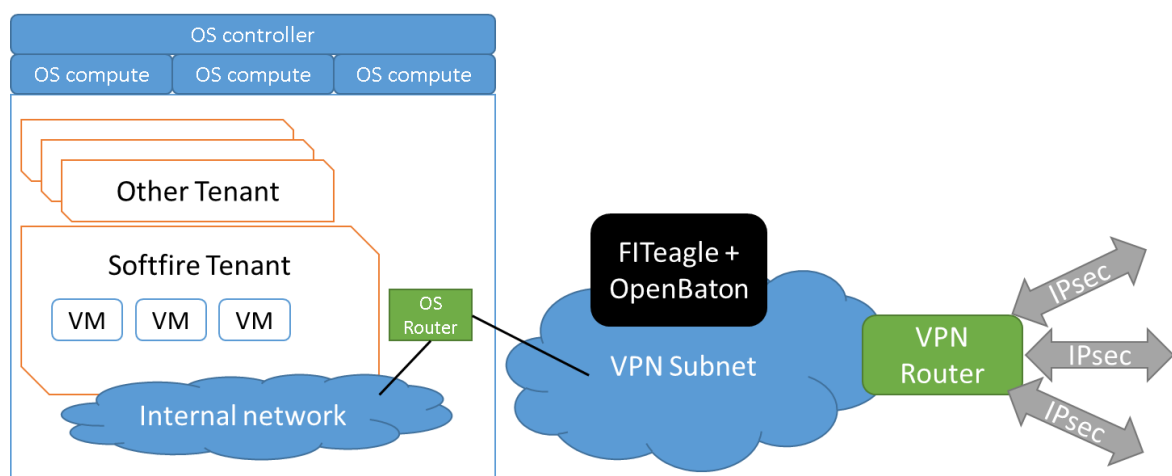 OS controller
OS compute OS compute OS compute
Other Tenant
Softfire Tenant
VM VM VM
OS
Router
Internal network
FITeagle +
OpenBaton
VPN Subnet
VPN
Router
IPsec
IPsec
IPsec